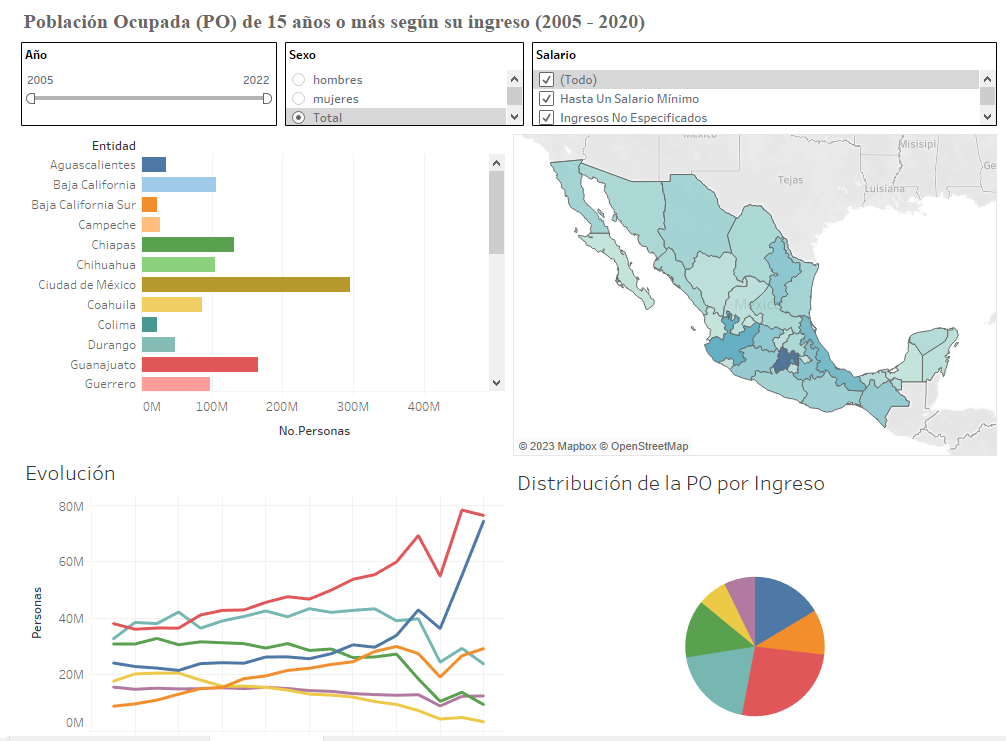 Población Ocupada (PO) de 15 años o más según su ingreso (2005 - 2020)
Año
2005
2022
Sexo
hombres
mujeres
Total
Salario
(Todo)
Hasta Un Salario Mínimo
Ingresos No Especificados
Entidad
Aguascalientes
Baja California
Baja California Sur
Campeche
Chiapas
Chihuahua
Ciudad de México
Coahuila
Colima
Durango
Guanajuato
Guerrero
0M
100M
200M
300M
400M
No.Personas
México
Misisipi
Texas
Luisiana
Ge
México
© 2023 Mapbox © OpenStreetMap
Evolución
80M
60M
40M
20M
0M
Personas
Distribución de la PO por Ingreso